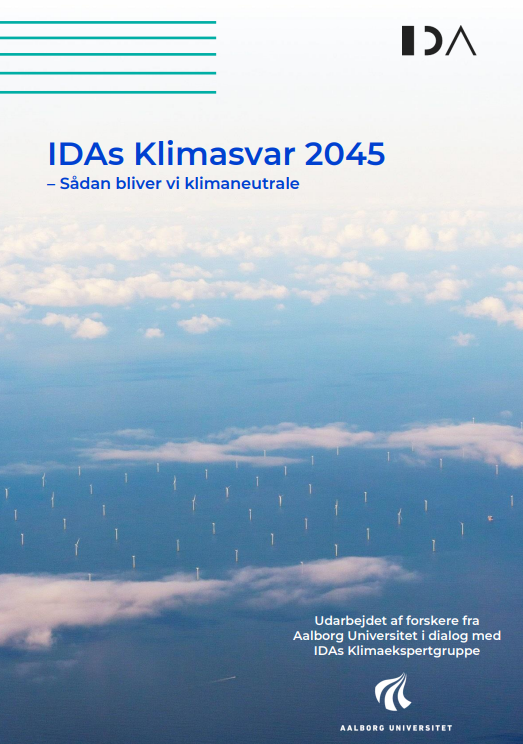 IDA
IDAs Klimasvar 2045
– Sådan bliver vi klimaneutrale
Udarbejdet af forskere fra
Aalborg Universitet i dialog med
IDAs Klimaekspertgruppe
AALBORG UNIVERSITET